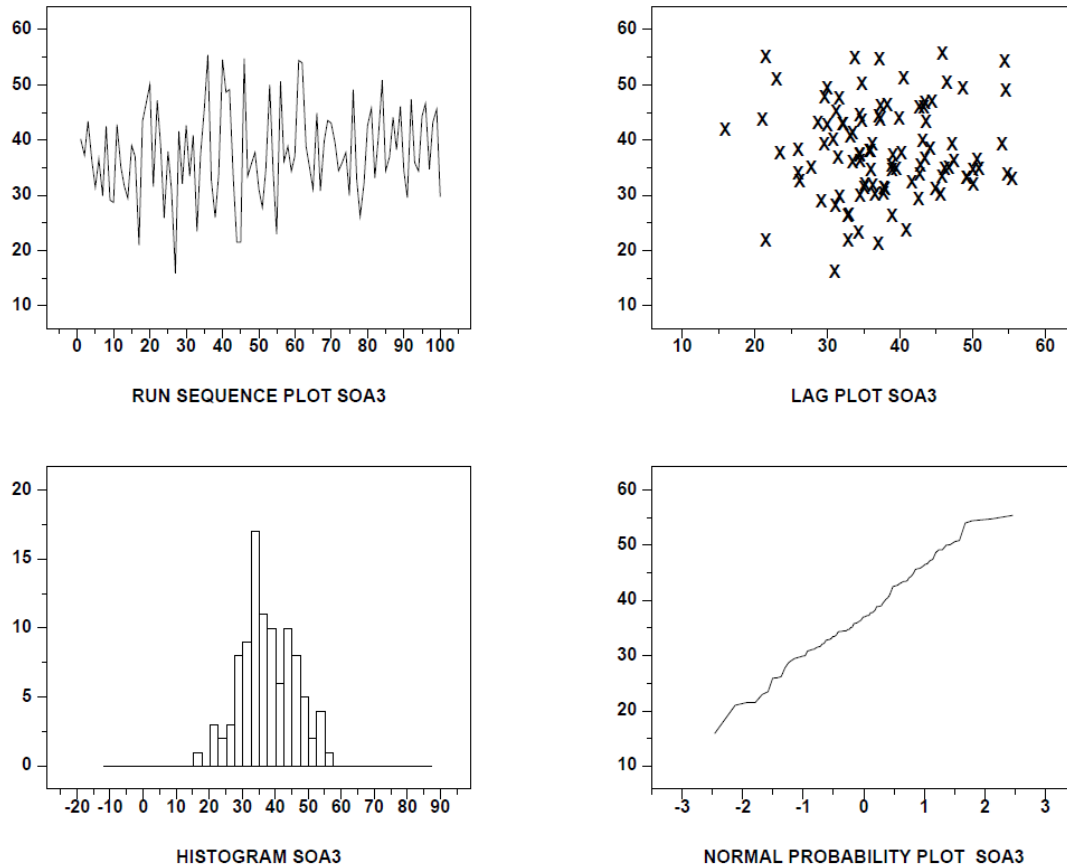 60
50
40
30
20
10
0 10 20 30 40 50 60 70 80 90 100
RUN SEQUENCE PLOT SOA3
60
50
40
30
20
10
10 20 30 40 50 60
LAG PLOT SOA3
20
15
10
5
0
-20 -10 0 10 20 30 40 50 60 70 80 90
HISTOGRAM SOA3
60
50
40
30
20
10
-3 -2 -1 0 1 2 3
NORMAL PROBABILITY PLOT SOA3